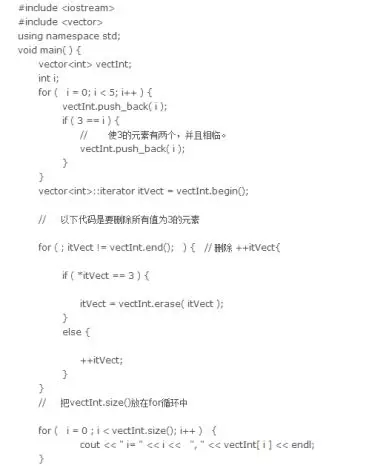 #include <iostream>
#include <vector>
using namespace std;
void main( ) {
vector<int> vectInt;
int i;
for (   i = 0; i < 5; i++ ) {
vectInt.push_back( i );
if ( 3 == i ) {
//     使3的元素有两个，并且相临。
vectInt.push_back( i );
}
}
vector<int>::iterator itVect = vectInt.begin();
//    以下代码是要删除所有值为3的元素
for ( ; itVect != vectInt.end();   ) {   // 删除 ++itVect{
if ( *itVect == 3 ) {
itVect = vectInt.erase( itVect );
}
else {
++itVect;
}
}
//    把vectInt.size()放在for循环中
for (   i = 0 ; i < vectInt.size(); i++ )   {
cout << " i= " << i <<   ", " << vectInt[ i ] << endl;
}